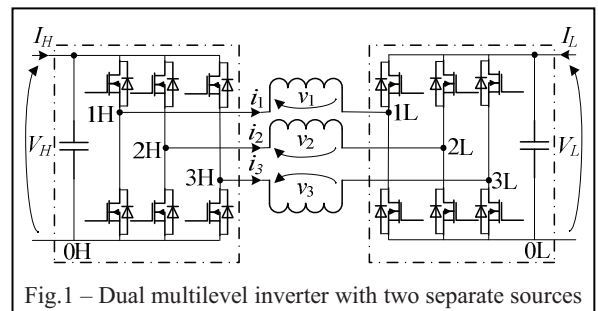 I_H I_L
i_1 v_1
1H 1L
V_H i_2 v_2 V_L
2H 2L
i_3
3H v_3 3L
0H 0L
Fig.1 – Dual multilevel inverter with two separate sources